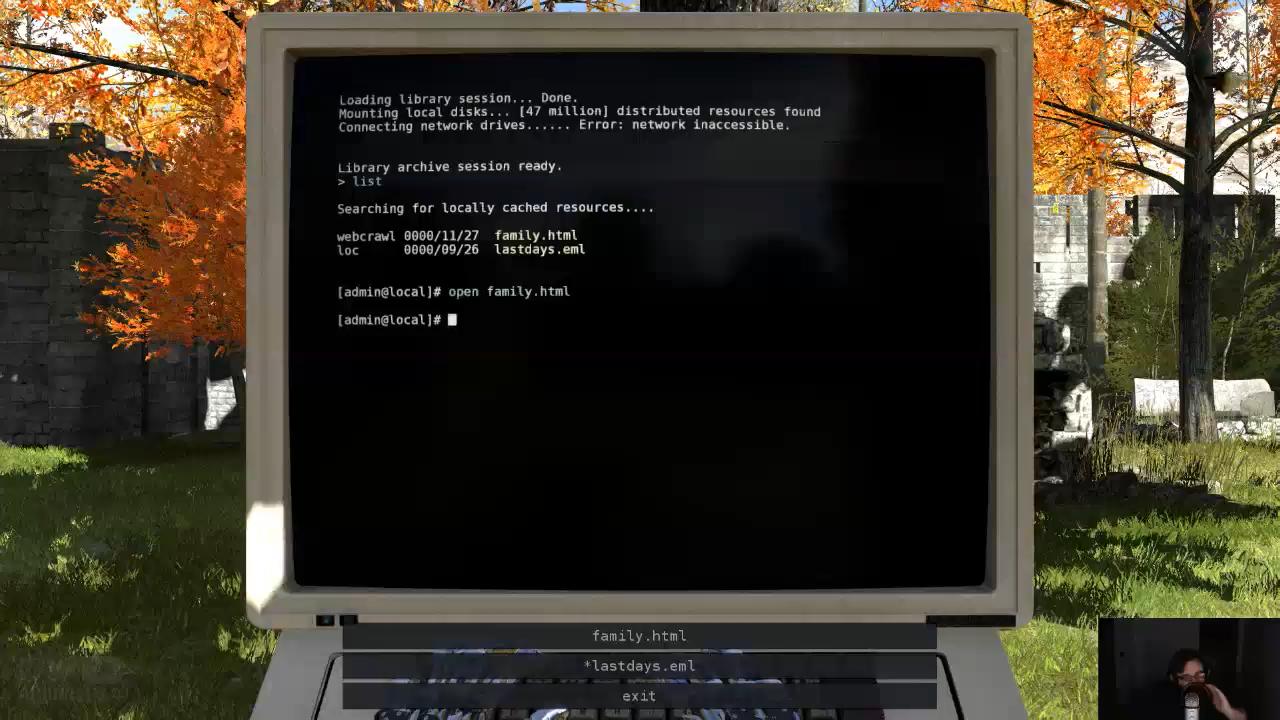 Loading library session... Done.
Mounting local disks... [47 million] distributed resources found
Connecting network drives...... Error: network inaccessible.
Library archive session ready.
> list
Searching for locally cached resources....
webcrawl 0000/11/27 family.html
loc 0000/09/26 lastdays.eml
[admin@local]# open family.html
[admin@local]#
family.html
*lastdays.eml
exit